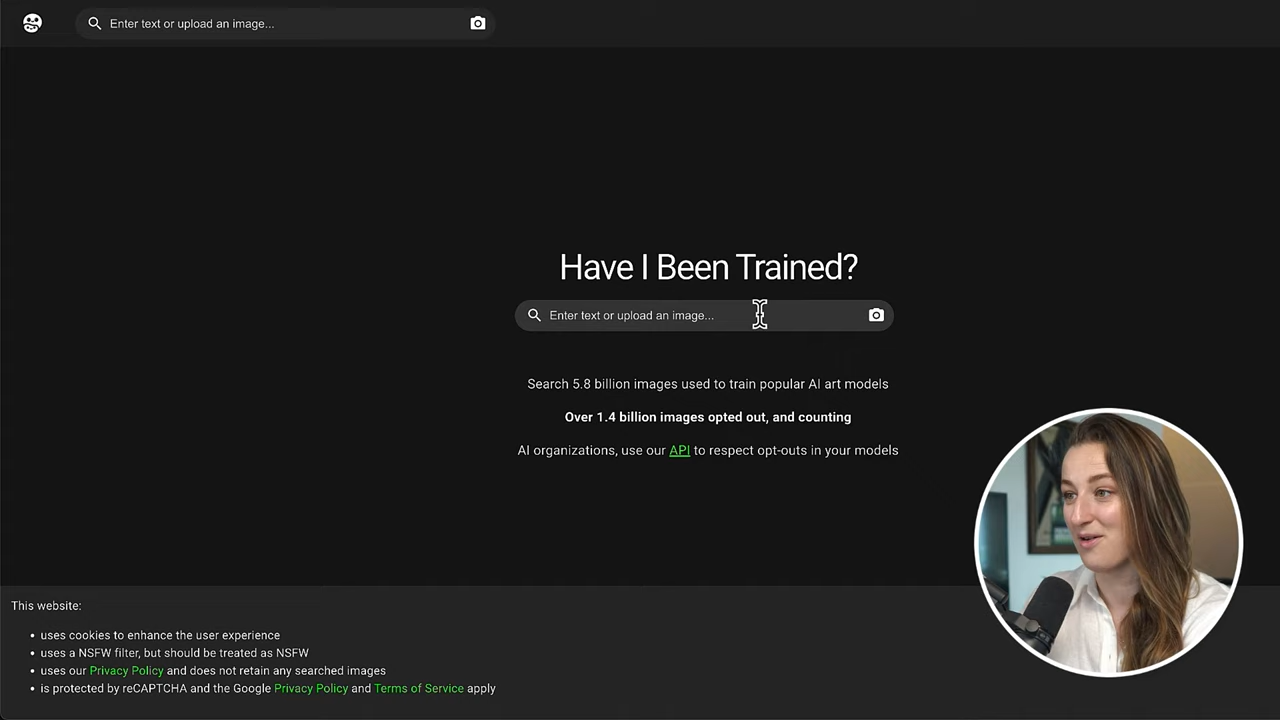 Enter text or upload an image...
Have I Been Trained?
Enter text or upload an image...
Search 5.8 billion images used to train popular AI art models
Over 1.4 billion images opted out, and counting
AI organizations, use our API to respect opt-outs in your models
This website:
• uses cookies to enhance the user experience
• uses a NSFW filter, but should be treated as NSFW
• uses our Privacy Policy and does not retain any searched images
• is protected by reCAPTCHA and the Google Privacy Policy and Terms of Service apply